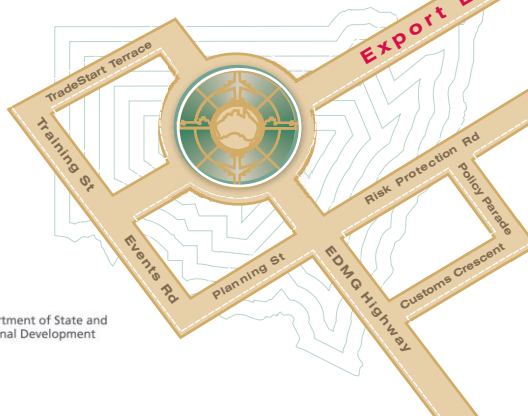 Export
TradeStart Terrace
Training St
Risk Protection Rd
Policy Parade
Events Rd
Planning St
EDMG Highway
Customs Crescent
rtment of State and
nal Development